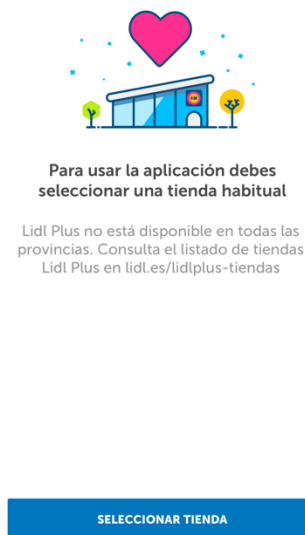 Para usar la aplicación debes
seleccionar una tienda habitual
Lidl Plus no está disponible en todas las
provincias. Consulta el listado de tiendas
Lidl Plus en lidl.es/lidlplus-tiendas
SELECCIONAR TIENDA